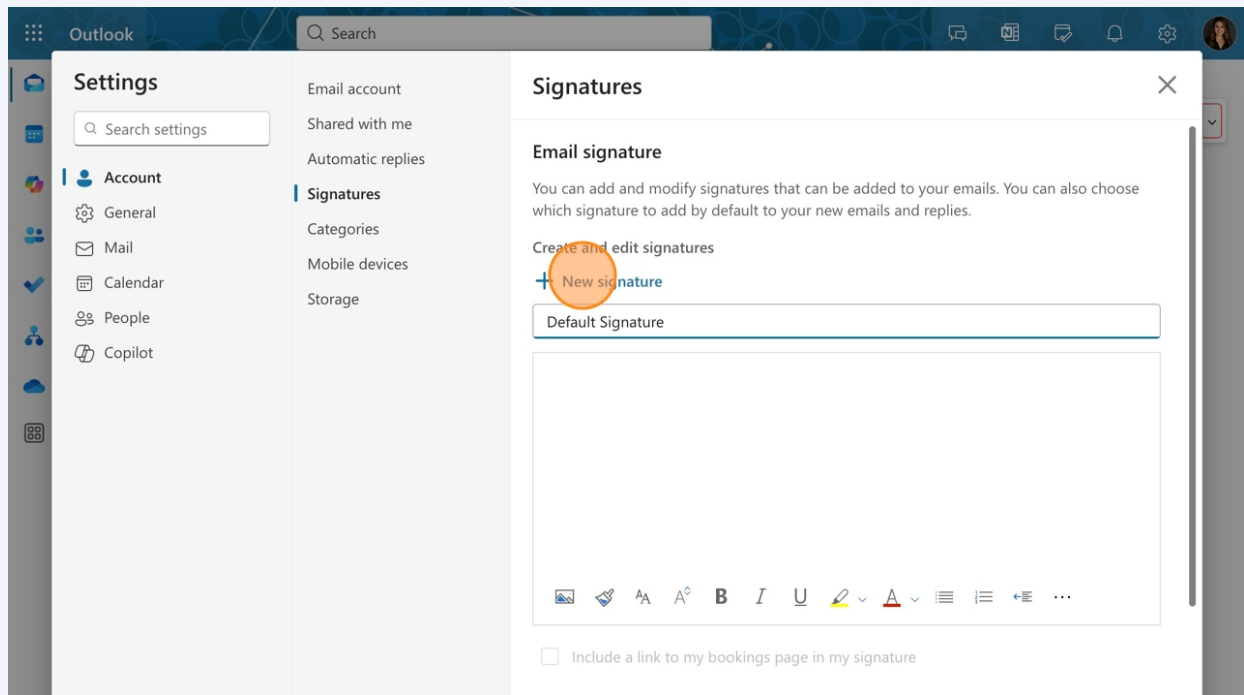 Outlook
Search
Settings
Search settings
Account
General
Mail
Calendar
People
Copilot
Email account
Shared with me
Automatic replies
Signatures
Categories
Mobile devices
Storage
Signatures
Email signature
You can add and modify signatures that can be added to your emails. You can also choose
which signature to add by default to your new emails and replies.
Create and edit signatures
New signature
Default Signature
Include a link to my bookings page in my signature